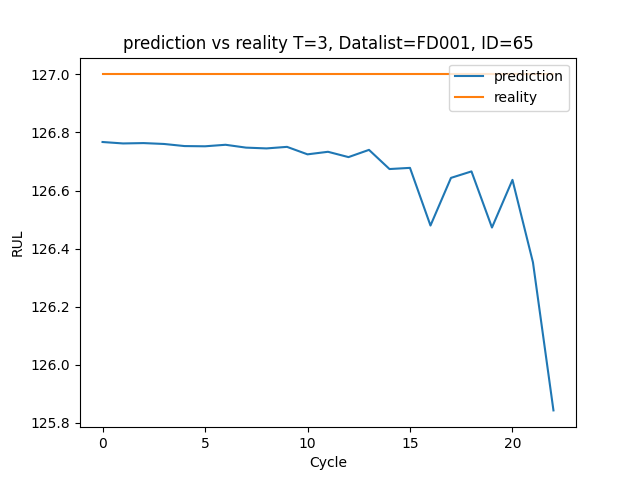 prediction vs reality T=3, Datalist=FD001, ID=65
127.0
126.8
126.6
126.4
126.2
126.0
125.8
RUL
prediction
reality
0
5
10
15
20
Cycle